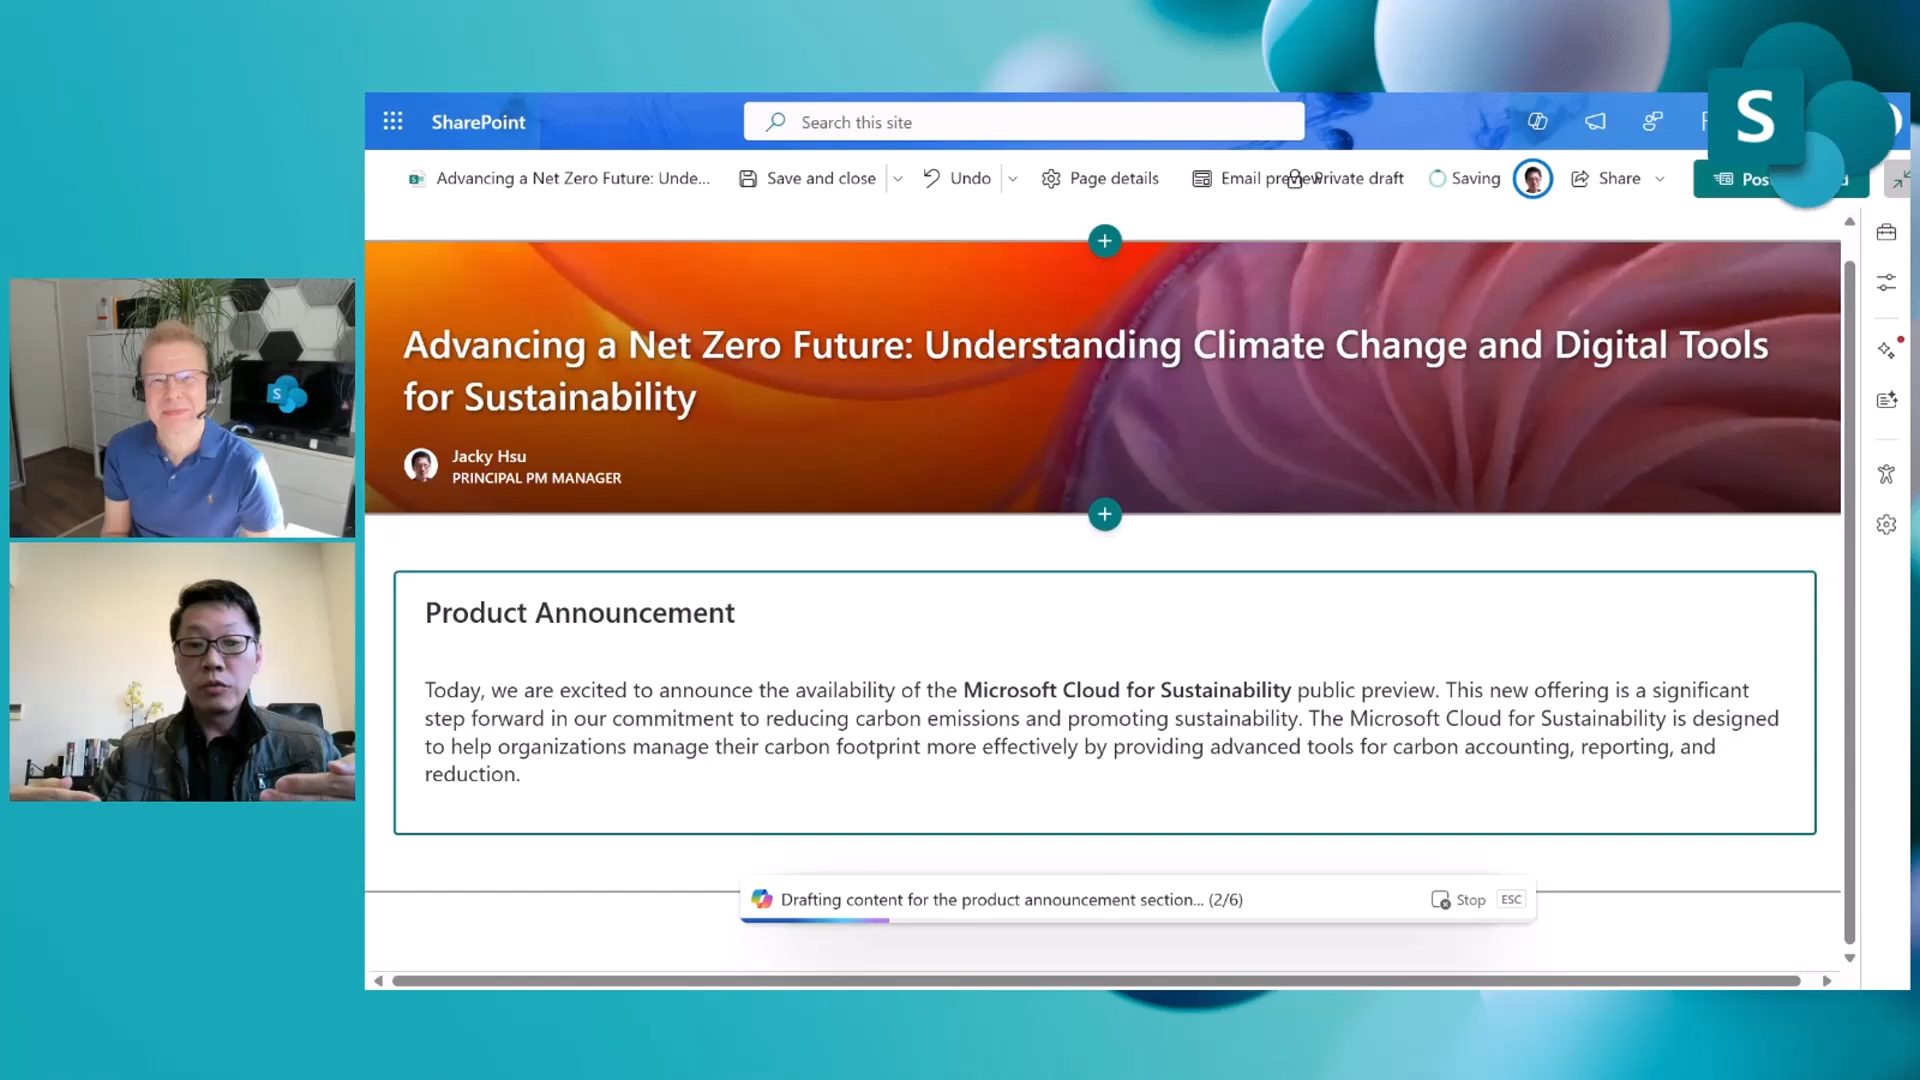 SharePoint
Search this site
S
Advancing a Net Zero Future: Unde...
Save and close
Undo
Page details
Email preview
Private draft
Saving
Share
Advancing a Net Zero Future: Understanding Climate Change and Digital Tools
for Sustainability
Jacky Hsu
PRINCIPAL PM MANAGER
S
Product Announcement
Today, we are excited to announce the availability of the Microsoft Cloud for Sustainability public preview. This new offering is a significant
step forward in our commitment to reducing carbon emissions and promoting sustainability. The Microsoft Cloud for Sustainability is designed
to help organizations manage their carbon footprint more effectively by providing advanced tools for carbon accounting, reporting, and
reduction.
Drafting content for the product announcement section... (2/6)
Stop
ESC